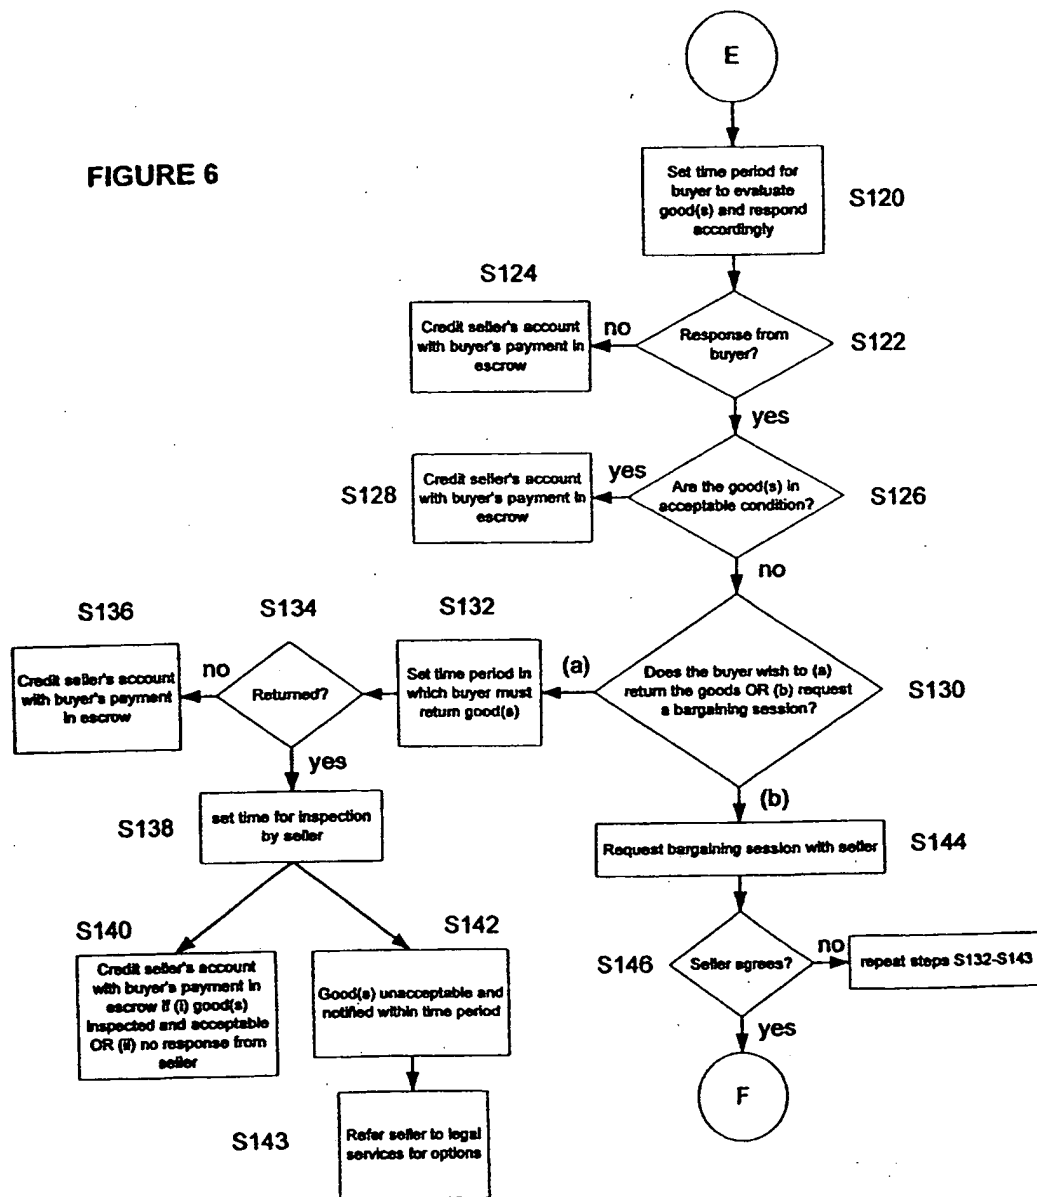 E
FIGURE 6
Set time period for
buyer to evaluate
good(s) and respond
accordingly
S120
S124
Credit seller's account
with buyer's payment in
escrow
no
Response from
buyer?
S122
yes
S128
Credit seller's account
with buyer's payment in
escrow
yes
Are the good(s) in
acceptable condition?
S126
no
S136
S134
S132
Credit seller's account
with buyer's payment
in escrow
no
Returned?
Set time period in
which buyer must
return good(s)
(a)
Does the buyer wish to (a)
return the goods OR (b) request
a bargaining session?
S130
yes
(b)
S138
set time for inspection
by seller
Request bargaining session with seller
S144
S140
Credit seller's account
with buyer's payment in
escrow if (i) good(s)
inspected and acceptable
OR (ii) no response from
seller
S142
Good(s) unacceptable and
notified within time period
S146
Seller agrees?
no
repeat steps S132-S143
yes
F
S143
Refer seller to legal
services for options